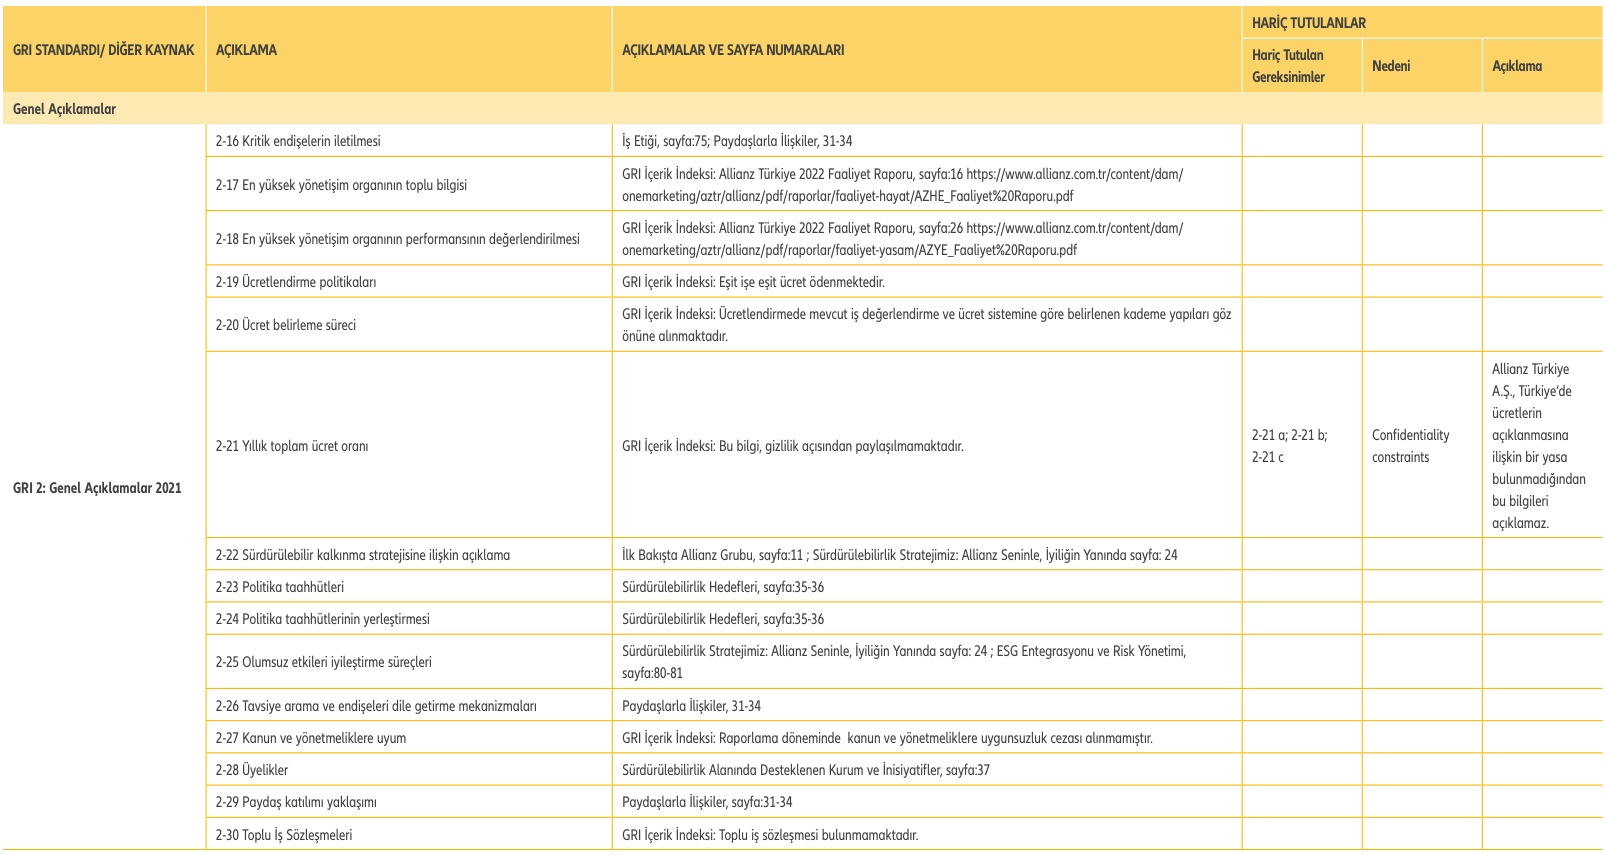 GRI STANDARDI/ DİĞER KAYNAK
AÇIKLAMA
AÇIKLAMALAR VE SAYFA NUMARALARI
HARİÇ TUTULANLAR
Hariç Tutulan
Gereksinimler
Nedeni
Açıklama
Genel Açıklamalar
GRI 2: Genel Açıklamalar 2021
2-16 Kritik endişelerin iletilmesi
İş Etiği, sayfa:75; Paydaşlarla İlişkiler, 31-34
2-17 En yüksek yönetişim organının toplu bilgisi
GRI İçerik İndeksi: Allianz Türkiye 2022 Faaliyet Raporu, sayfa:16 https://www.allianz.com.tr/content/dam/
onemarketing/aztr/allianz/pdf/raporlar/faaliyet-hayat/AZHE_Faaliyet%20Raporu.pdf
2-18 En yüksek yönetişim organının performansının değerlendirilmesi
GRI İçerik İndeksi: Allianz Türkiye 2022 Faaliyet Raporu, sayfa:26 https://www.allianz.com.tr/content/dam/
onemarketing/aztr/allianz/pdf/raporlar/faaliyet-yasam/AZYE_Faaliyet%20Raporu.pdf
2-19 Ücretlendirme politikaları
GRI İçerik İndeksi: Eşit işe eşit ücret ödenmektedir.
2-20 Ücret belirleme süreci
GRI İçerik İndeksi: Ücretlendirmede mevcut iş değerlendirme ve ücret sistemine göre belirlenen kademe yapıları göz
önüne alınmaktadır.
2-21 Yıllık toplam ücret oranı
GRI İçerik İndeksi: Bu bilgi, gizlilik açısından paylaşılmamaktadır.
2-21 a; 2-21 b;
2-21 c
Confidentiality
constraints
Allianz Türkiye
A.Ş., Türkiye’de
ücretlerin
açıklanmasına
ilişkin bir yasa
bulunmadığından
bu bilgileri
açıklamaz.
2-22 Sürdürülebilir kalkınma stratejisine ilişkin açıklama
İlk Bakışta Allianz Grubu, sayfa:11 ; Sürdürülebilirlik Stratejimiz: Allianz Seninle, İyiliğin Yanında sayfa: 24
2-23 Politika taahhütleri
Sürdürülebilirlik Hedefleri, sayfa:35-36
2-24 Politika taahhütlerinin yerleştirmesi
Sürdürülebilirlik Hedefleri, sayfa:35-36
2-25 Olumsuz etkileri iyileştirme süreçleri
Sürdürülebilirlik Stratejimiz: Allianz Seninle, İyiliğin Yanında sayfa: 24 ; ESG Entegrasyonu ve Risk Yönetimi,
sayfa:80-81
2-26 Tavsiye arama ve endişeleri dile getirme mekanizmaları
Paydaşlarla İlişkiler, 31-34
2-27 Kanun ve yönetmeliklere uyum
GRI İçerik İndeksi: Raporlama döneminde  kanun ve yönetmeliklere uygunsuzluk cezası alınmamıştır.
2-28 Üyelikler
Sürdürülebilirlik Alanında Desteklenen Kurum ve İnisiyatifler, sayfa:37
2-29 Paydaş katılımı yaklaşımı
Paydaşlarla İlişkiler, sayfa:31-34
2-30 Toplu İş Sözleşmeleri
GRI İçerik İndeksi: Toplu iş sözleşmesi bulunmamaktadır.